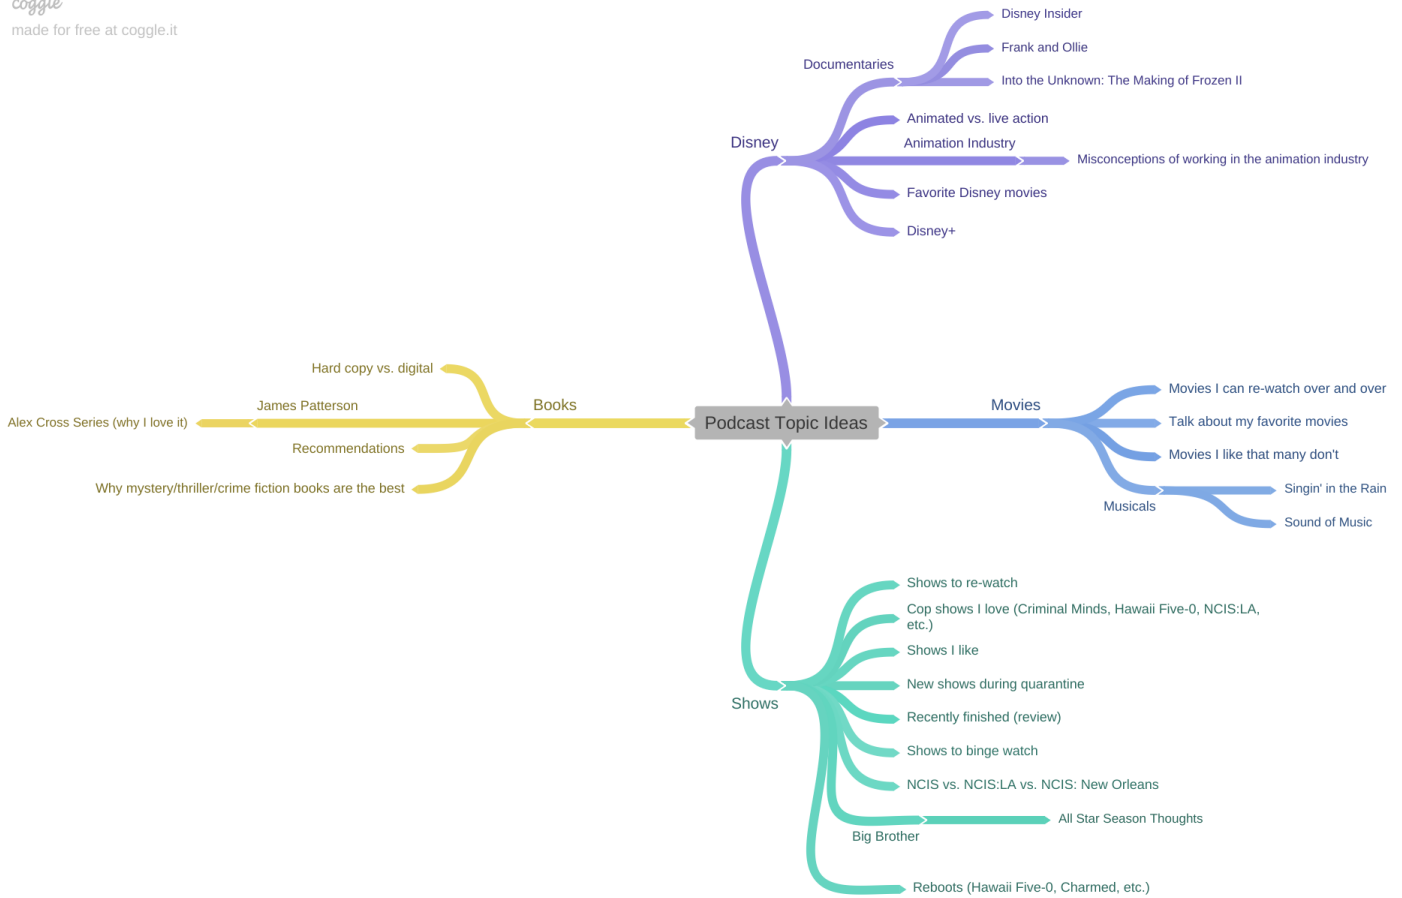 coggle
made for free at coggle.it
Disney Insider
Frank and Ollie
Documentaries
Into the Unknown: The Making of Frozen II
Animated vs. live action
Disney
Animation Industry
Misconceptions of working in the animation industry
Favorite Disney movies
Disney+
Hard copy vs. digital
Books
James Patterson
Alex Cross Series (why I love it)
Recommendations
Why mystery/thriller/crime fiction books are the best
Podcast Topic Ideas
Movies
Movies I can re-watch over and over
Talk about my favorite movies
Movies I like that many don't
Musicals
Singin' in the Rain
Sound of Music
Shows
Shows to re-watch
Cop shows I love (Criminal Minds, Hawaii Five-0, NCIS:LA,
etc.)
Shows I like
New shows during quarantine
Recently finished (review)
Shows to binge watch
NCIS vs. NCIS:LA vs. NCIS: New Orleans
Big Brother
All Star Season Thoughts
Reboots (Hawaii Five-0, Charmed, etc.)